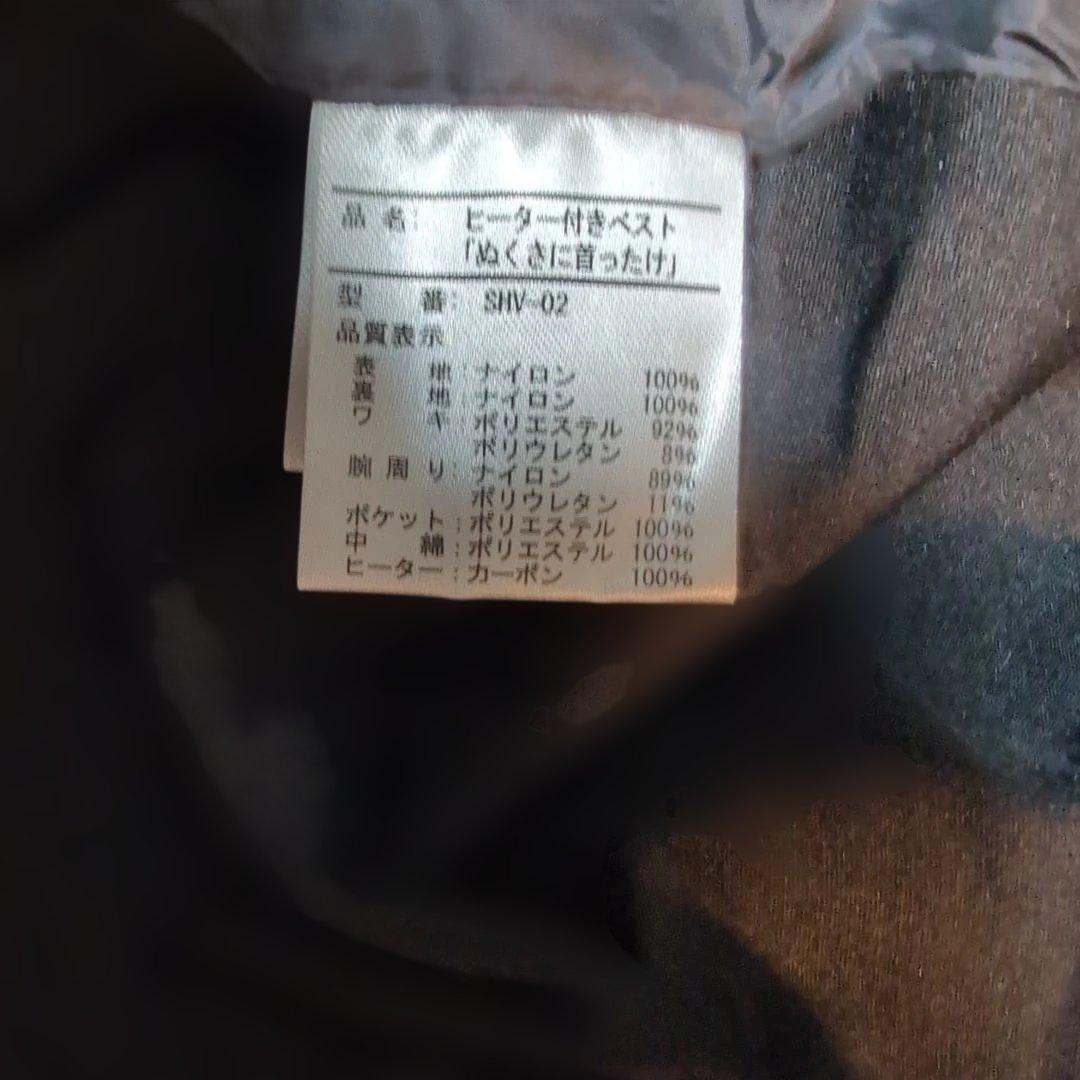 品名: ヒーター付きベスト
「ぬくさに首ったけ」
型番: SHV-02
品質表示
表地:ナイロン 100%
裏地:ナイロン 100%
ワキ:ポリエステル 92%
ポリウレタン 8%
腕周り:ナイロン 89%
ポリウレタン 11%
ポケット:ポリエステル 100%
中綿:ポリエステル 100%
ヒーター:カーボン 100%